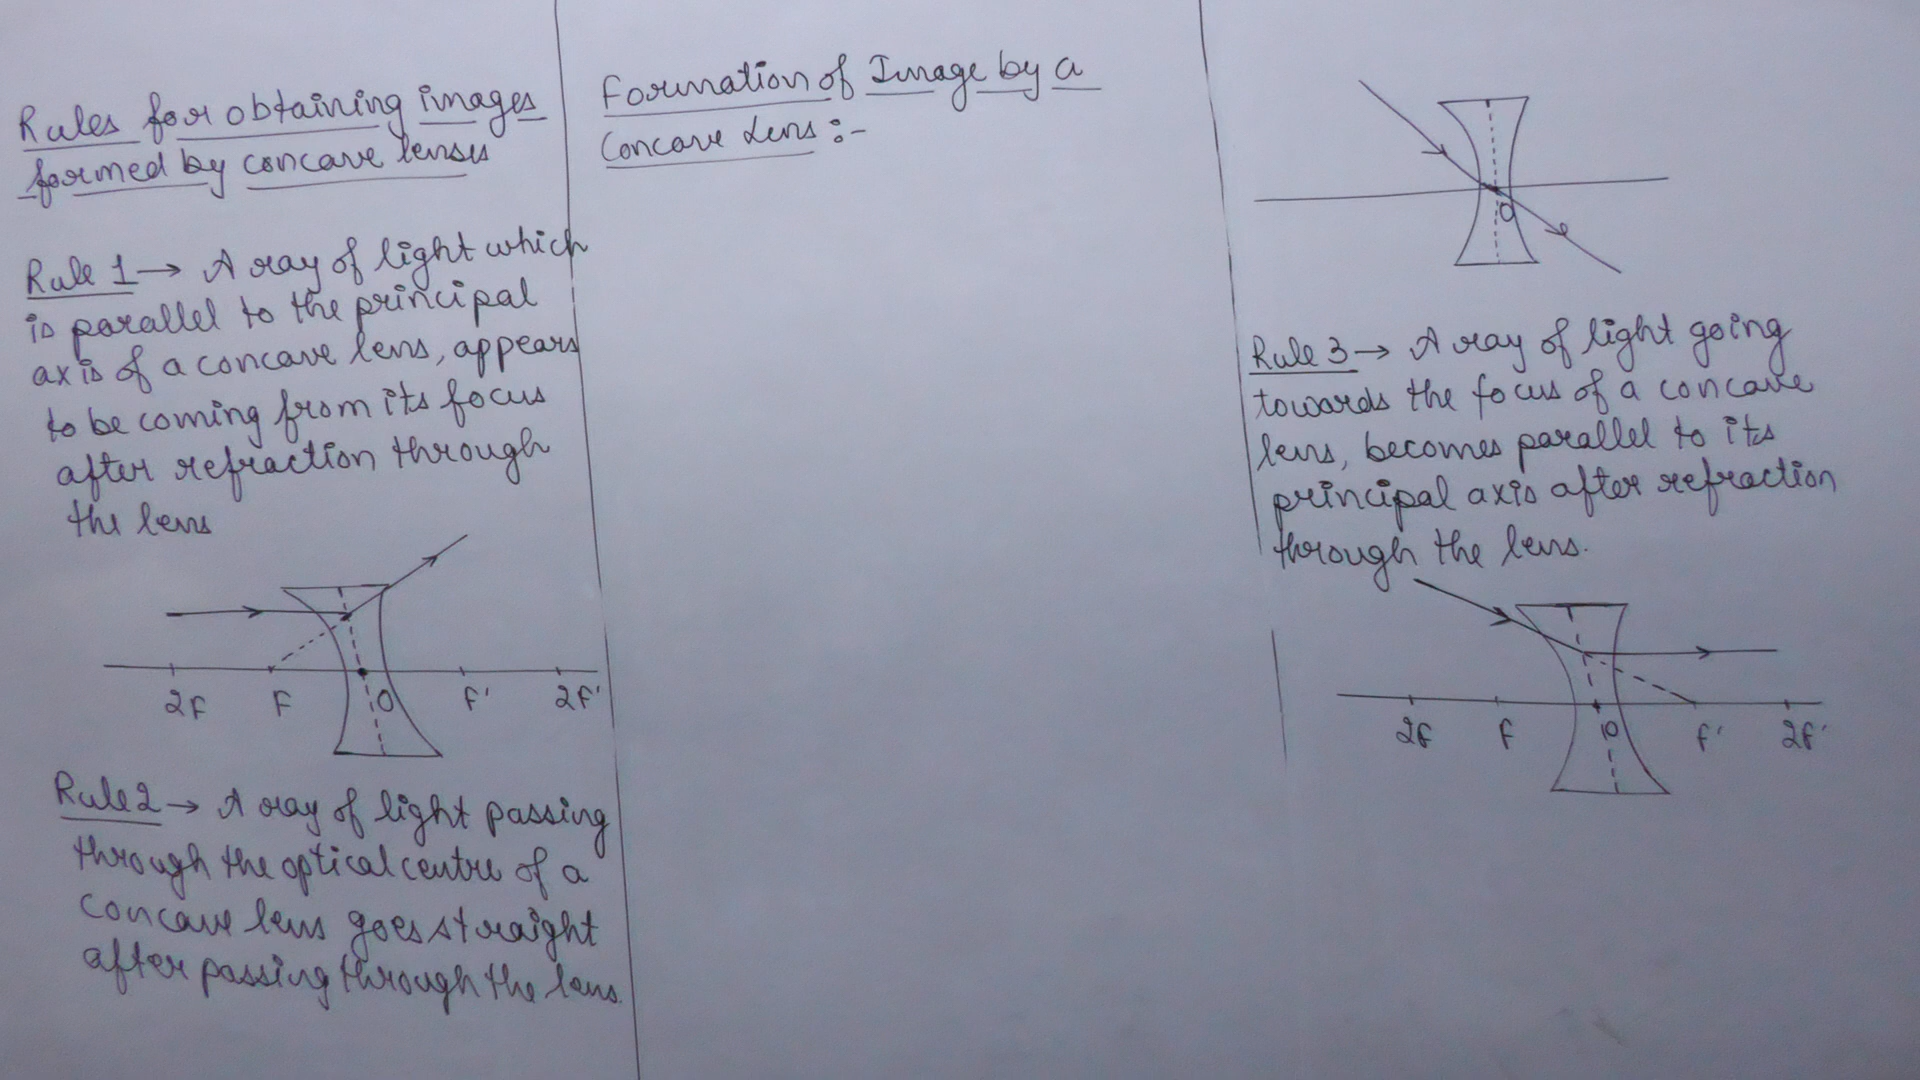 Rules for obtaining images
formed by concave lenses
Rule 1 → A ray of light which
is parallel to the principal
axis of a concave lens, appears
to be coming from its focus
after refraction through
the lens
2F F O F' 2F'
Rule 2 → A ray of light passing
through the optical centre of a
concave lens goes straight
after passing through the lens.
Formation of Image by a
Concave Lens :-
O
Rule 3 → A ray of light going
towards the focus of a concave
lens, becomes parallel to its
principal axis after refraction
through the lens.
2F F O F' 2F'